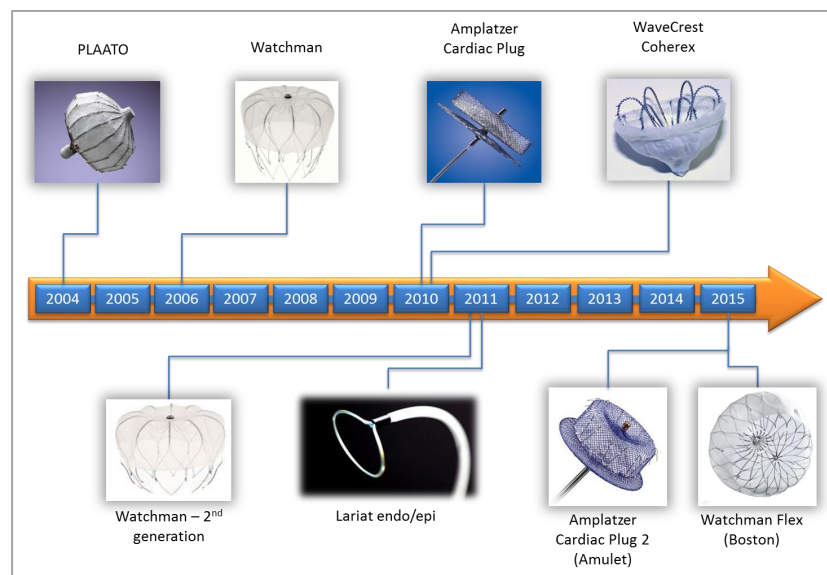 PLAATO
Watchman
Amplatzer
Cardiac Plug
WaveCrest
Coherex
2004
2005
2006
2007
2008
2009
2010
2011
2012
2013
2014
2015
Watchman – 2nd
generation
Lariat endo/epi
Amplatzer
Cardiac Plug 2
(Amulet)
Watchman Flex
(Boston)